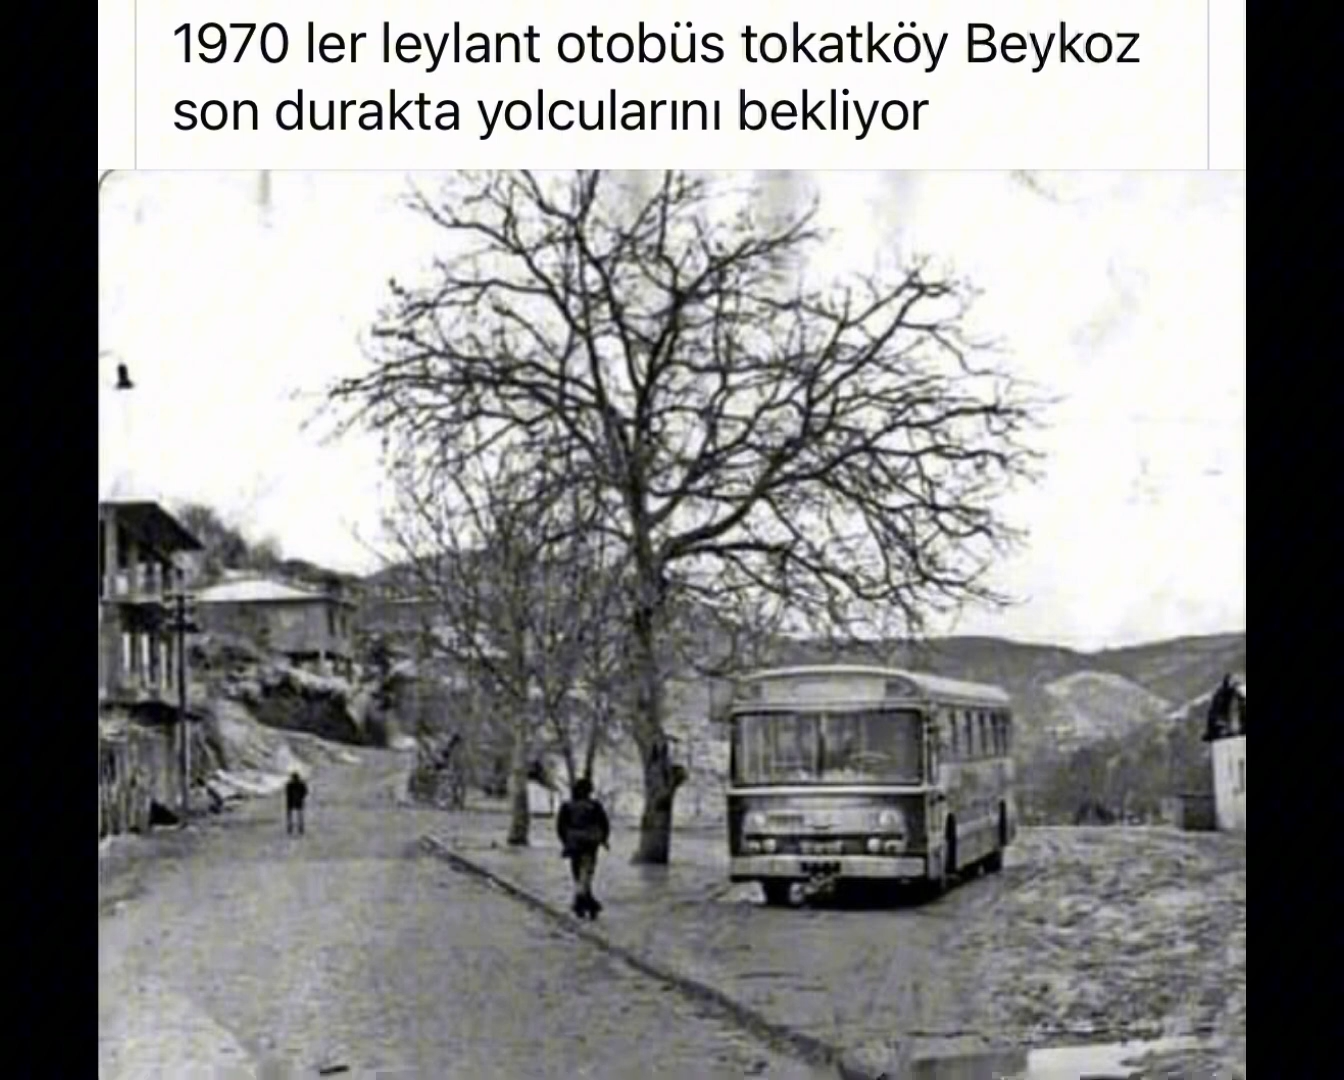 1970 ler leylant otobüs tokatköy Beykoz
son durakta yolcularını bekliyor